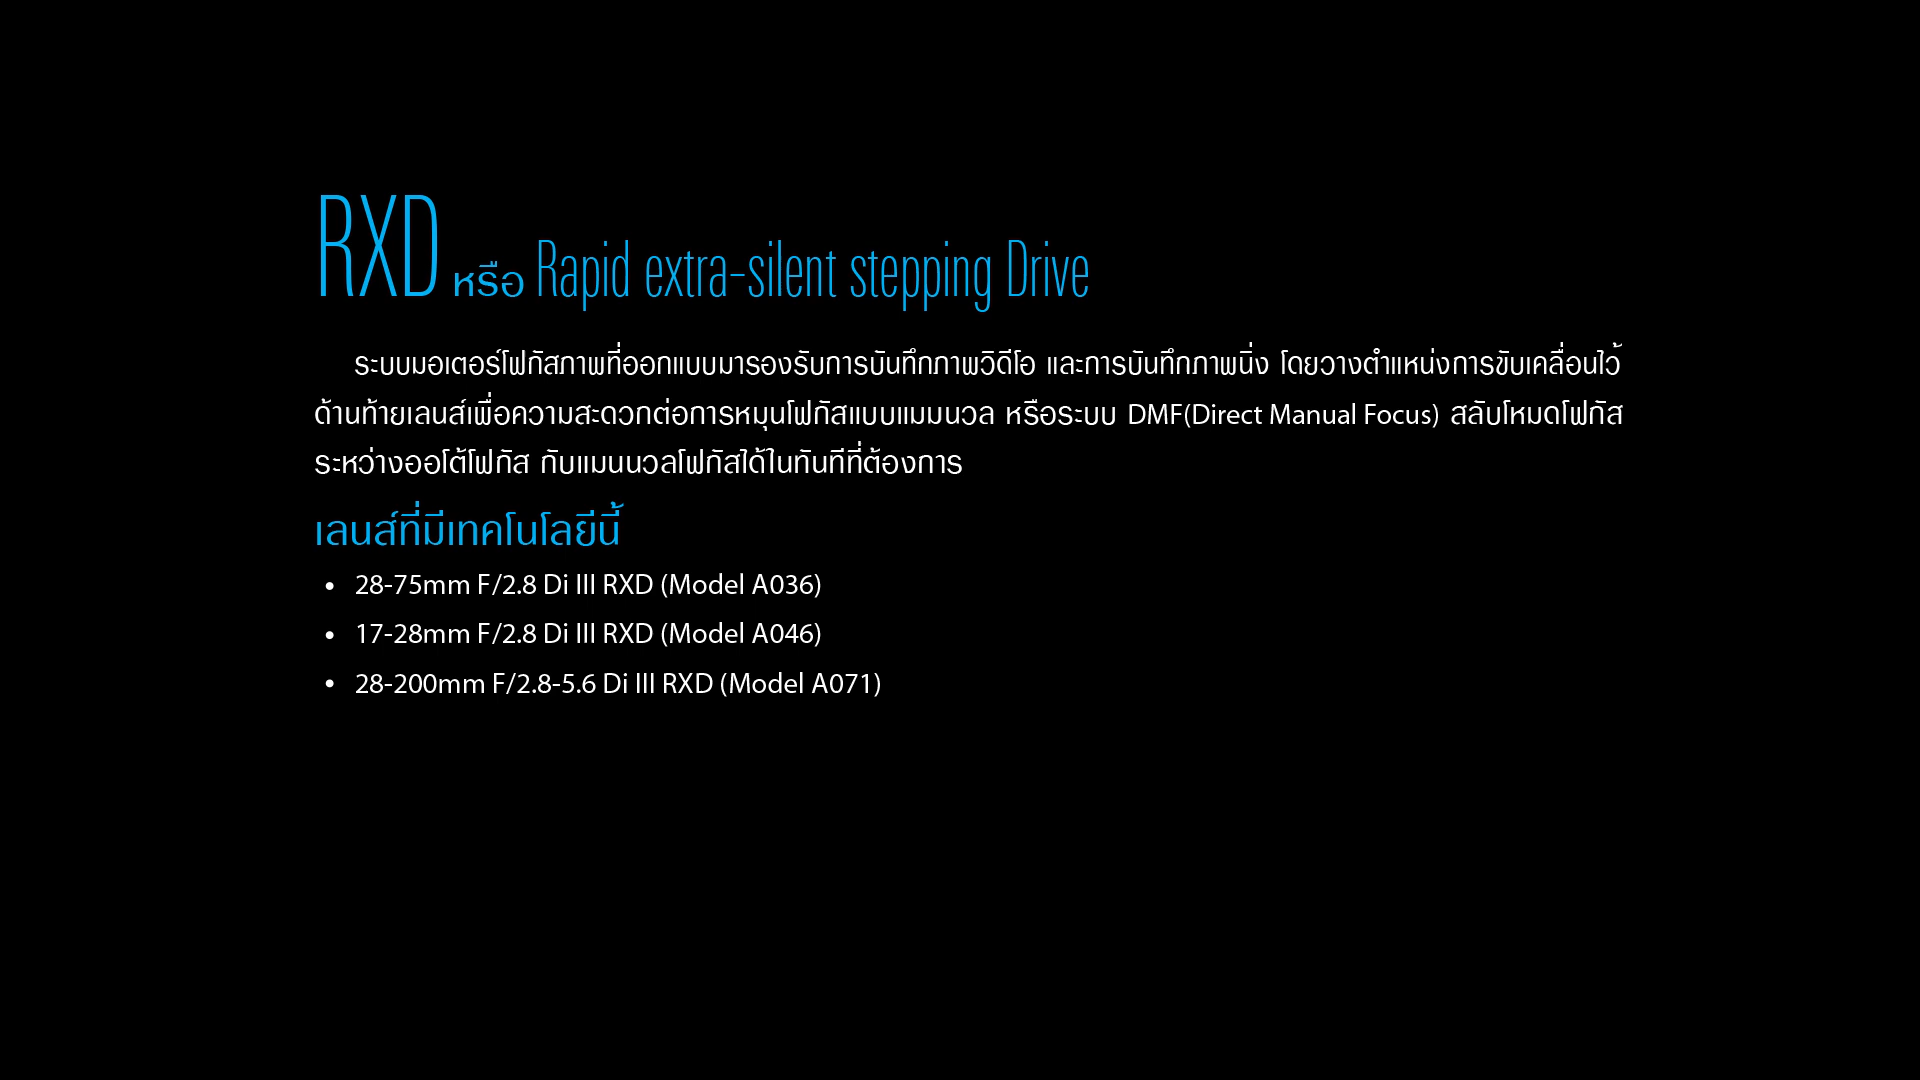 RXD หรือ Rapid extra-silent stepping Drive
ระบบมอเตอร์โฟกัสภาพที่ออกแบบมารองรับการบันทึกภาพวิดีโอ และการบันทึกภาพนิ่ง โดยวางตำแหน่งการขับเคลื่อนไว้
ด้านท้ายเลนส์เพื่อความสะดวกต่อการหมุนโฟกัสแบบแมมนวล หรือระบบ DMF(Direct Manual Focus) สลับโหมดโฟกัส
ระหว่างออโต้โฟกัส กับแมนนวลโฟกัสได้ในทันทีที่ต้องการ
เลนส์ที่มีเทคโนโลยีนี้
• 28-75mm F/2.8 Di III RXD (Model A036)
• 17-28mm F/2.8 Di III RXD (Model A046)
• 28-200mm F/2.8-5.6 Di III RXD (Model A071)